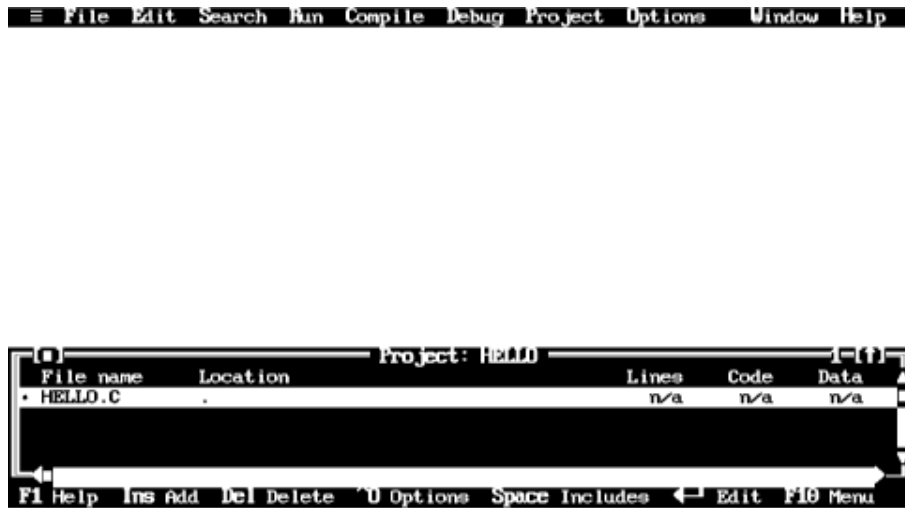 ≡ File Edit Search Run Compile Debug Project Options Window Help
[■] Project: HELLO 1=[↑]
File name Location Lines Code Data
• HELLO.C . n/a n/a n/a
F1 Help Ins Add Del Delete ^O Options Space Includes ←┘ Edit F10 Menu